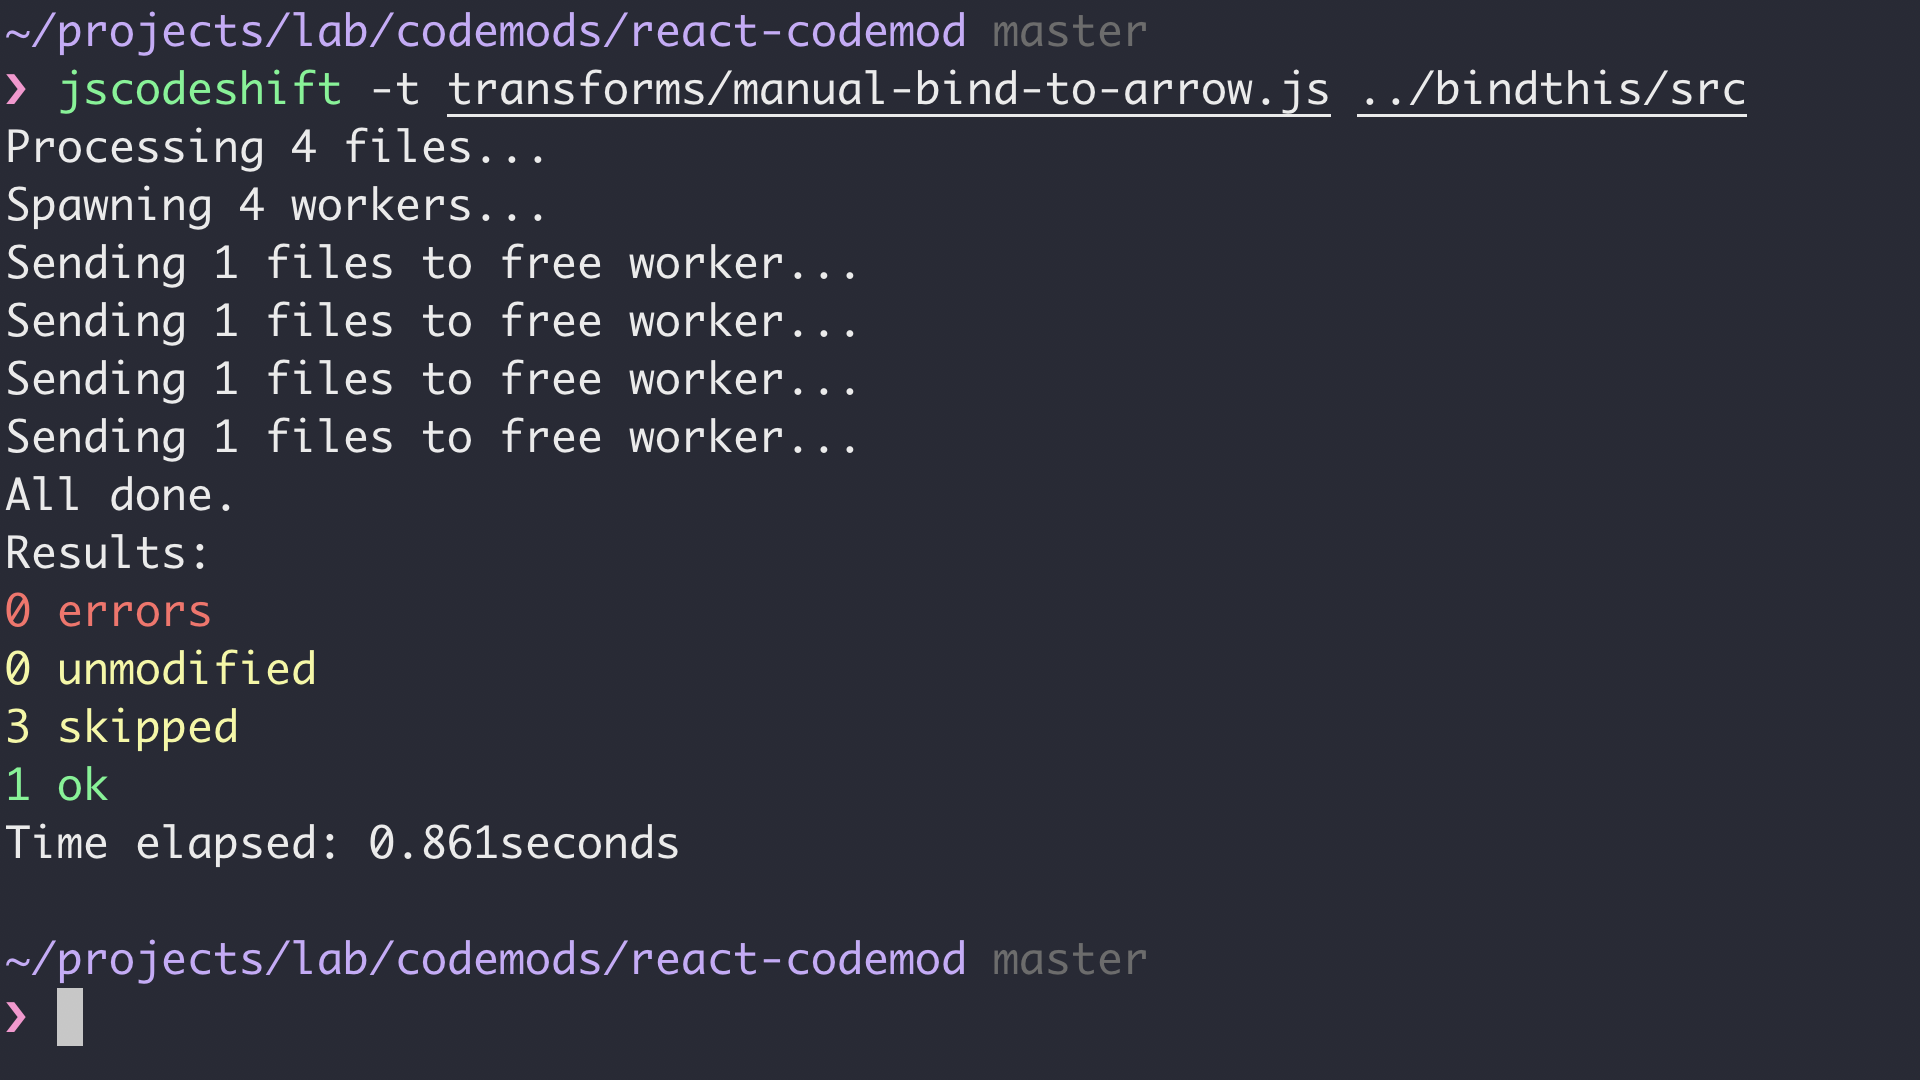 ~/projects/lab/codemods/react-codemod master
❯ jscodeshift -t transforms/manual-bind-to-arrow.js ../bindthis/src
Processing 4 files...
Spawning 4 workers...
Sending 1 files to free worker...
Sending 1 files to free worker...
Sending 1 files to free worker...
Sending 1 files to free worker...
All done.
Results:
0 errors
0 unmodified
3 skipped
1 ok
Time elapsed: 0.861seconds
~/projects/lab/codemods/react-codemod master
❯